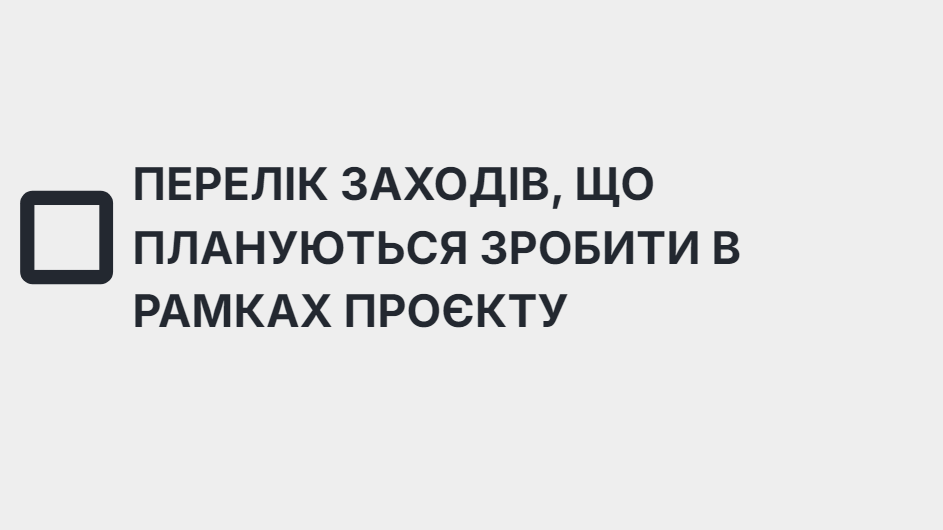 ПЕРЕЛІК ЗАХОДІВ, ЩО
ПЛАНУЮТЬСЯ ЗРОБИТИ В
РАМКАХ ПРОЄКТУ